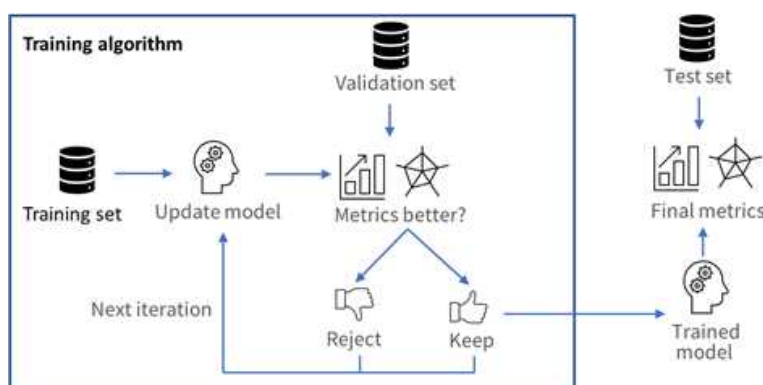 Training algorithm
Validation set
Test set
Training set
Update model
Metrics better?
Final metrics
Next iteration
Reject
Keep
Trained
model